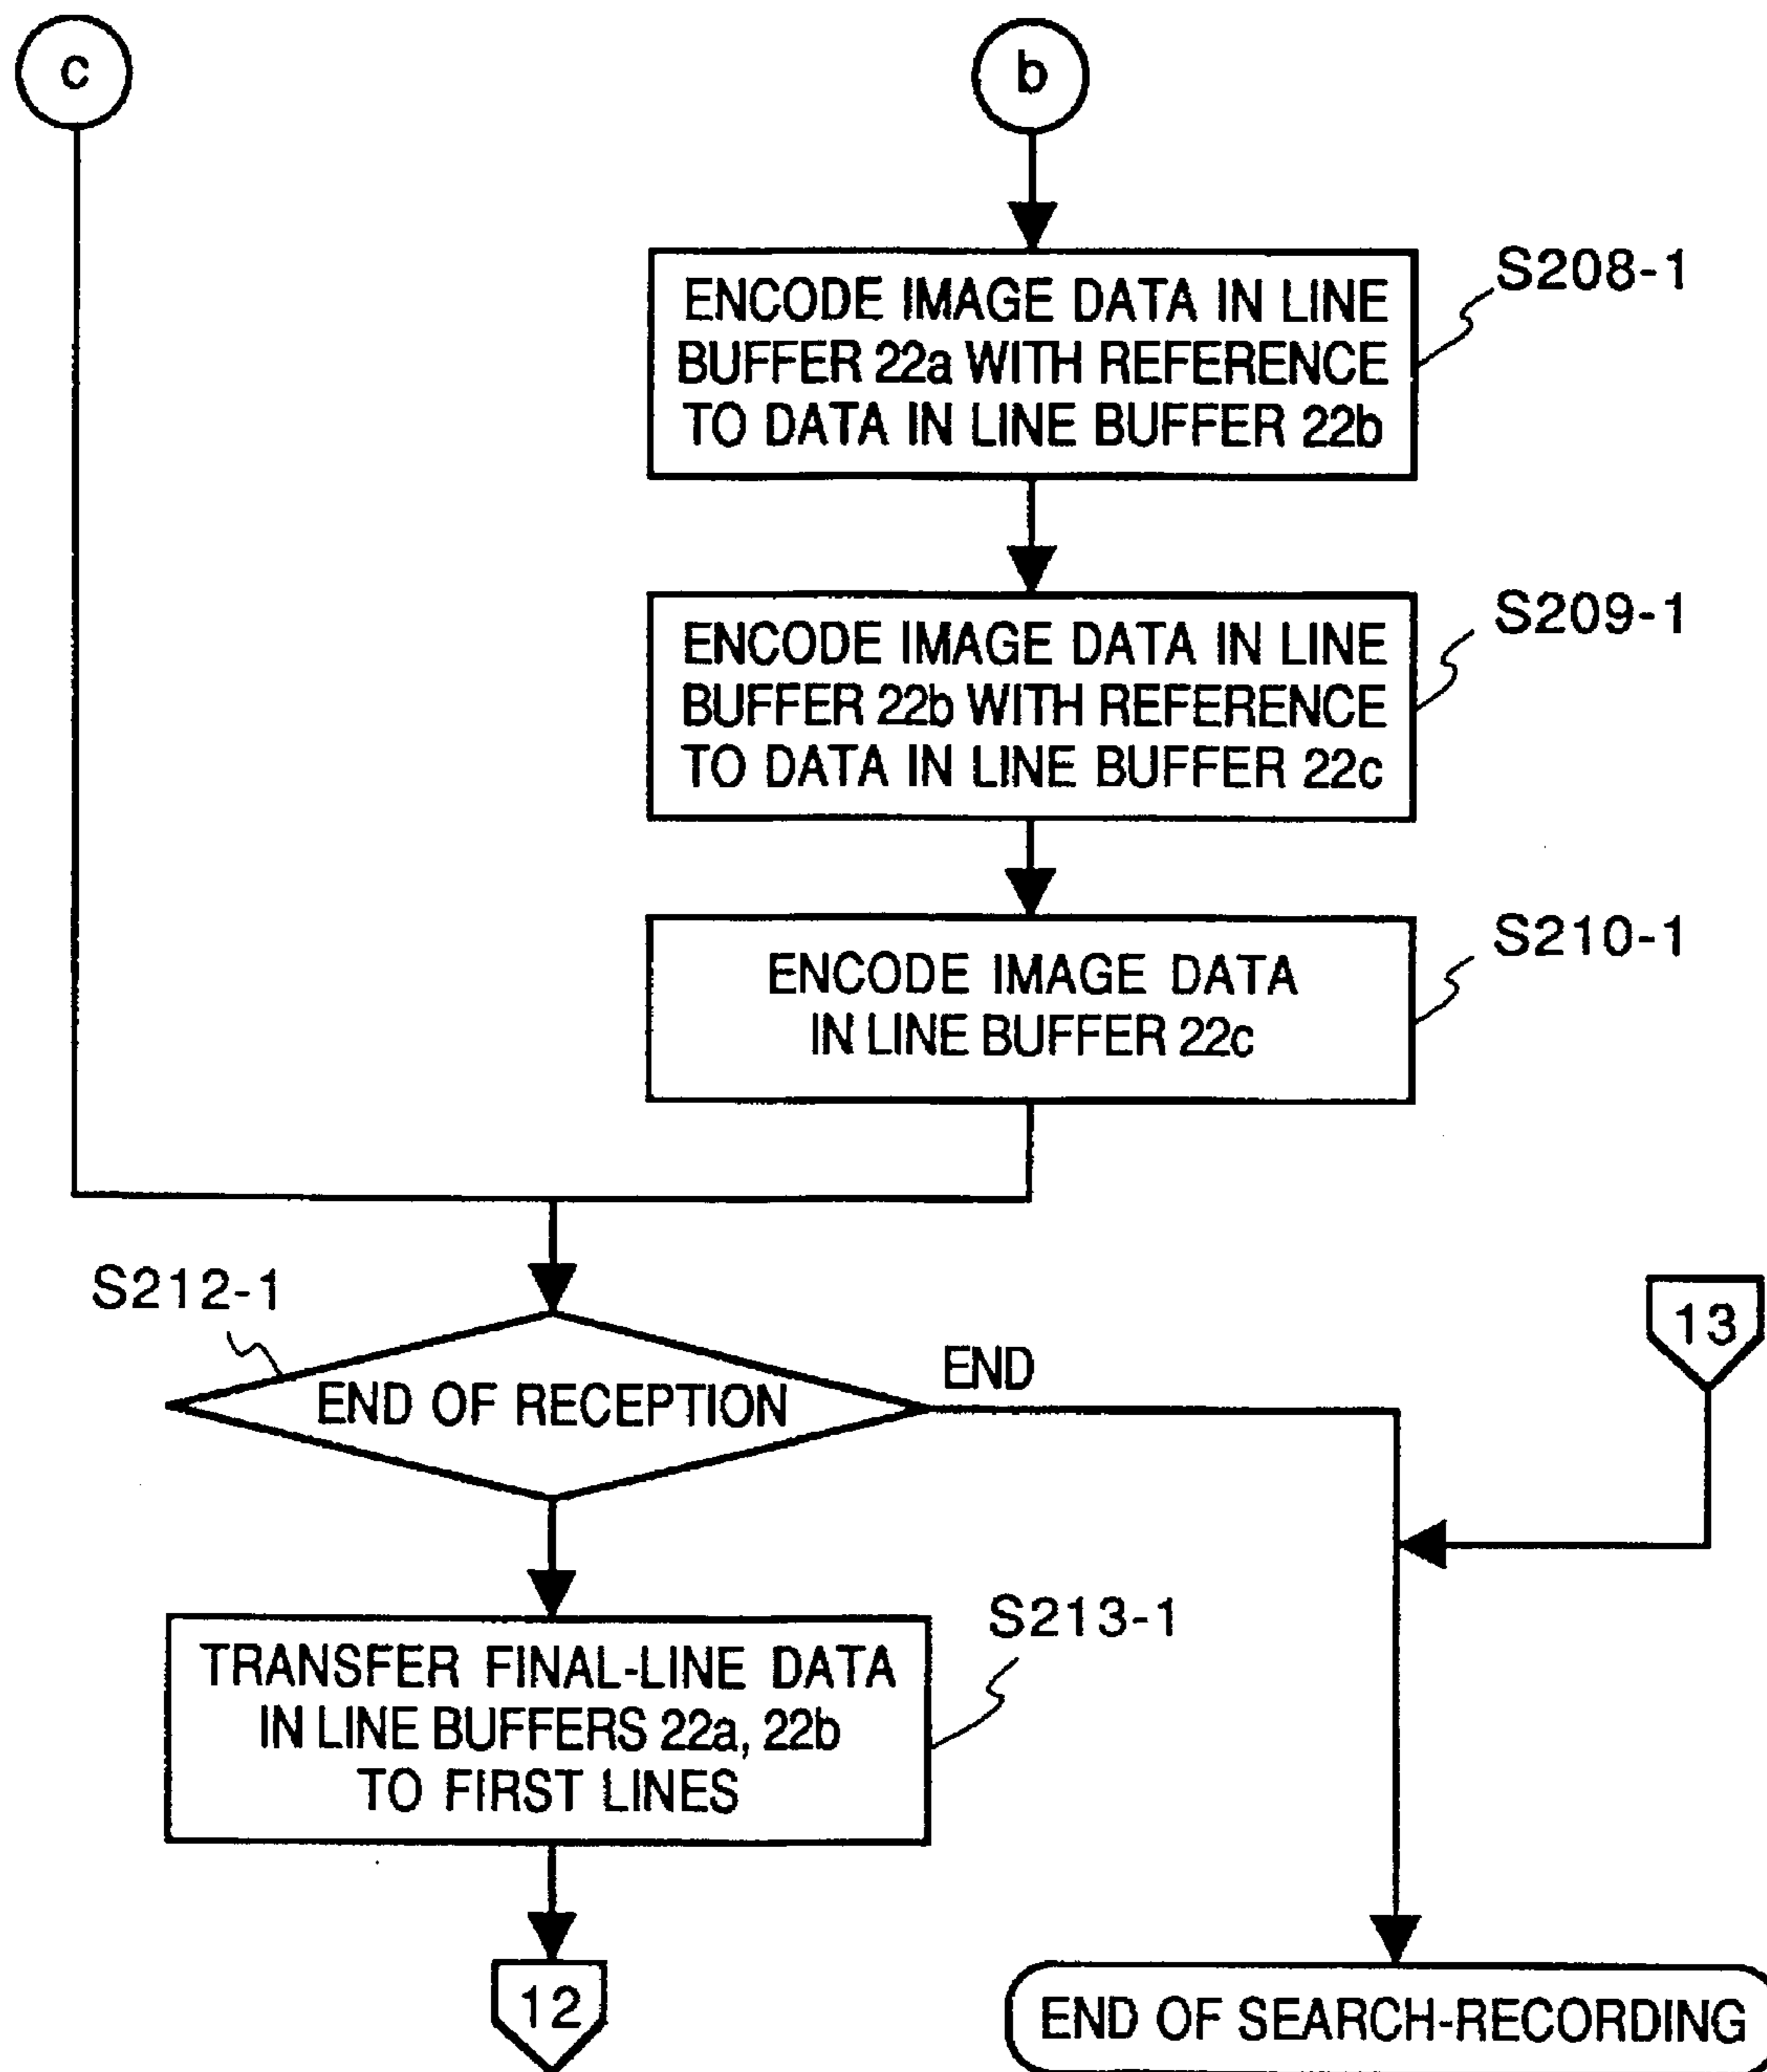 c
b
S208-1
ENCODE IMAGE DATA IN LINE
BUFFER 22a WITH REFERENCE
TO DATA IN LINE BUFFER 22b
S209-1
ENCODE IMAGE DATA IN LINE
BUFFER 22b WITH REFERENCE
TO DATA IN LINE BUFFER 22c
S210-1
ENCODE IMAGE DATA
IN LINE BUFFER 22c
S212-1
END OF RECEPTION
END
13
S213-1
TRANSFER FINAL-LINE DATA
IN LINE BUFFERS 22a, 22b
TO FIRST LINES
12
END OF SEARCH-RECORDING